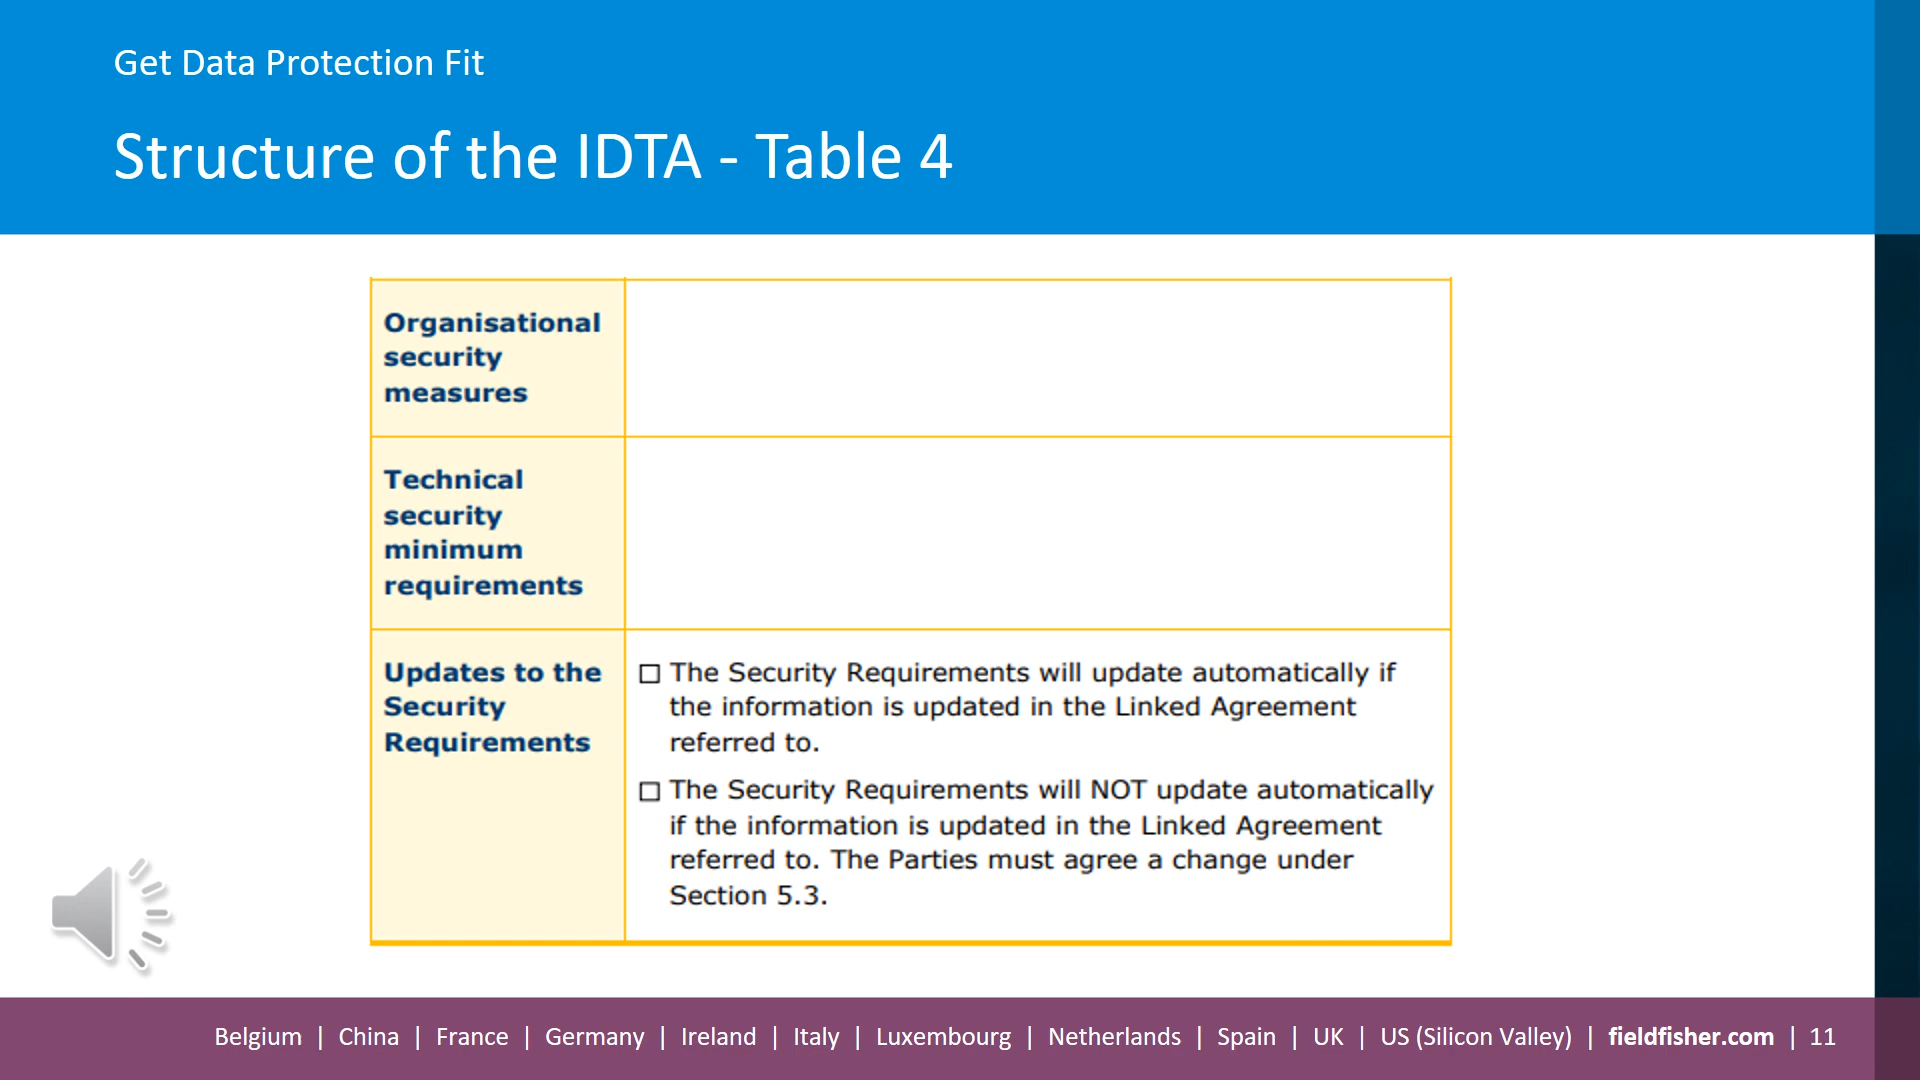 Get Data Protection Fit
Structure of the IDTA - Table 4
Organisational
security
measures
Technical
security
minimum
requirements
Updates to the
Security
Requirements
☐ The Security Requirements will update automatically if
the information is updated in the Linked Agreement
referred to.
☐ The Security Requirements will NOT update automatically
if the information is updated in the Linked Agreement
referred to. The Parties must agree a change under
Section 5.3.
Belgium | China | France | Germany | Ireland | Italy | Luxembourg | Netherlands | Spain | UK | US (Silicon Valley) | fieldfisher.com | 11